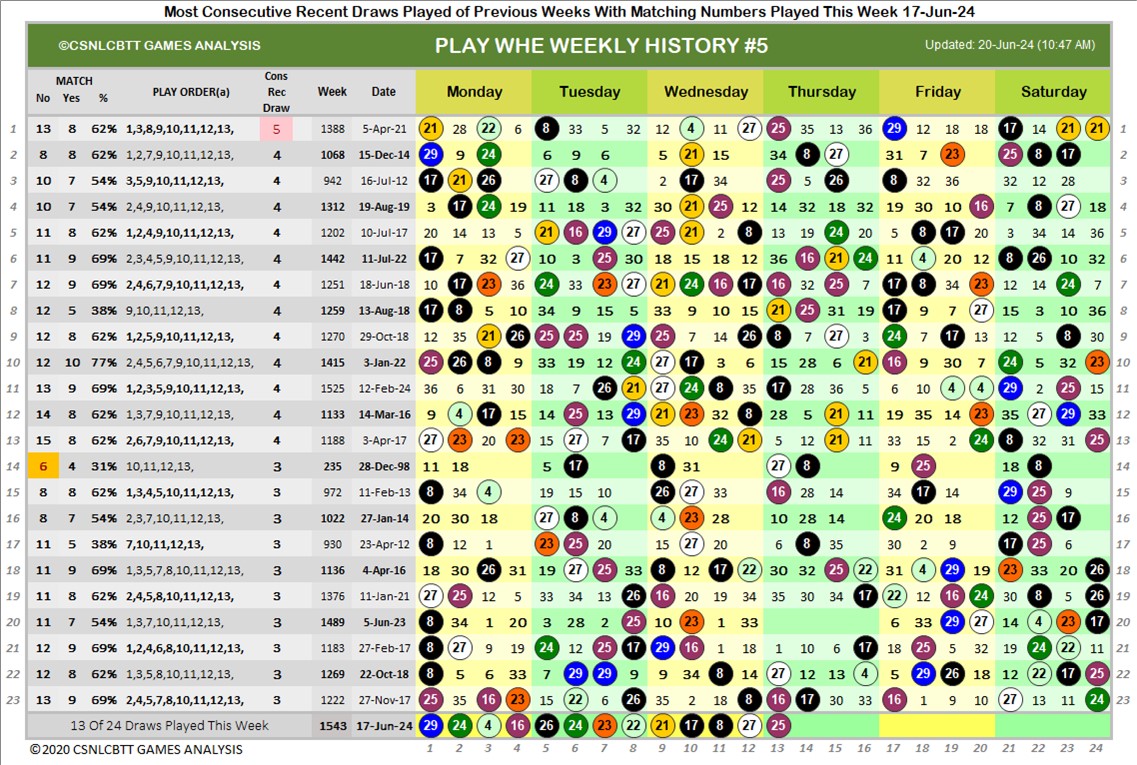 Most Consecutive Recent Draws Played of Previous Weeks With Matching Numbers Played This Week 17-Jun-24
©CSNLCBTT GAMES ANALYSIS PLAY WHE WEEKLY HISTORY #5 Updated: 20-Jun-24 (10:47 AM)
MATCH Cons
No Yes % PLAY ORDER(a) Rec Week Date Monday Tuesday Wednesday Thursday Friday Saturday
Draw
1 13 8 62% 1,3,8,9,10,11,12,13, 5 1388 5-Apr-21 21 28 22 6 8 33 5 32 12 4 11 27 25 35 13 36 29 12 18 18 17 14 21 21 1
2 8 8 62% 1,2,7,9,10,11,12,13, 4 1068 15-Dec-14 29 9 24 6 9 6 5 21 15 34 8 27 31 7 23 25 8 17 2
3 10 7 54% 3,5,9,10,11,12,13, 4 942 16-Jul-12 17 21 26 27 8 4 2 17 34 25 5 26 8 32 36 32 12 28 3
4 10 7 54% 2,4,9,10,11,12,13, 4 1312 19-Aug-19 3 17 24 19 11 18 3 32 30 21 25 12 14 32 18 32 19 30 10 16 7 8 27 18 4
5 11 8 62% 1,2,4,9,10,11,12,13, 4 1202 10-Jul-17 20 14 13 5 21 16 29 27 25 21 2 8 13 19 24 20 5 8 17 20 3 34 14 36 5
6 11 9 69% 2,3,4,5,9,10,11,12,13, 4 1442 11-Jul-22 17 7 32 27 10 3 25 30 18 15 18 12 36 16 21 24 11 4 20 12 8 26 10 32 6
7 12 9 69% 2,4,6,7,9,10,11,12,13, 4 1251 18-Jun-18 10 17 23 36 24 33 23 27 21 24 16 17 16 32 25 7 17 8 34 23 12 14 24 7 7
8 12 5 38% 9,10,11,12,13, 4 1259 13-Aug-18 17 8 5 10 34 9 15 5 33 9 10 15 21 25 31 19 17 9 7 27 15 3 10 36 8
9 12 8 62% 1,2,5,9,10,11,12,13, 4 1270 29-Oct-18 12 35 21 26 25 25 19 29 25 7 14 26 8 7 27 9 24 19 17 13 9 5 8 30 9
10 12 10 77% 2,4,5,6,7,9,10,11,12,13, 4 1415 3-Jan-22 25 26 8 9 33 19 12 24 27 17 3 6 15 28 6 21 16 9 30 7 24 5 32 23 10
11 13 9 69% 1,2,3,5,9,10,11,12,13, 4 1525 12-Feb-24 36 6 31 30 18 7 26 21 27 24 8 35 17 28 36 5 6 10 4 4 29 2 25 15 11
12 14 8 62% 1,3,7,9,10,11,12,13, 4 1133 14-Mar-16 9 4 17 15 14 25 13 29 21 23 32 8 28 5 21 11 19 35 14 23 35 27 29 33 12
13 15 8 62% 2,6,7,9,10,11,12,13, 4 1188 3-Apr-17 27 23 20 23 15 27 7 17 35 10 24 21 5 12 21 11 33 15 2 24 8 32 31 25 13
14 6 4 31% 10,11,12,13, 3 235 28-Dec-98 11 18 5 17 8 31 27 8 9 25 18 8 14
15 8 8 62% 1,3,4,5,10,11,12,13, 3 972 11-Feb-13 8 34 4 19 15 10 26 27 15 16 28 14 34 17 14 29 25 9 15
16 8 7 54% 2,3,7,10,11,12,13, 3 1022 27-Jan-14 20 30 18 27 8 4 4 23 28 10 28 14 24 20 18 12 25 17 16
17 11 5 38% 7,10,11,12,13, 3 930 23-Apr-12 8 12 1 23 25 20 15 27 20 6 8 35 30 2 9 17 25 6 17
18 11 9 69% 1,3,5,7,8,10,11,12,13, 3 1136 4-Apr-16 18 30 26 31 19 27 25 33 8 12 17 22 30 32 25 22 31 4 29 19 23 33 20 26 18
19 11 8 62% 2,4,5,8,10,11,12,13, 3 1376 11-Jan-21 27 25 12 5 33 34 13 26 16 20 19 34 35 30 34 17 22 12 16 24 30 8 5 26 19
20 11 7 54% 1,3,7,10,11,12,13, 3 1489 5-Jun-23 8 34 1 20 3 28 2 25 10 23 1 33 6 33 29 27 14 4 23 17 20
21 12 9 69% 1,2,4,6,8,10,11,12,13, 3 1183 27-Feb-17 8 27 9 19 24 12 25 17 29 16 1 18 1 10 6 17 18 25 5 32 19 24 22 11 21
22 12 8 62% 1,3,5,8,10,11,12,13, 3 1269 22-Oct-18 8 5 6 33 7 29 29 9 9 34 8 14 27 12 13 4 5 29 26 18 12 22 17 25 22
23 13 9 69% 2,4,5,7,8,10,11,12,13, 3 1222 27-Nov-17 25 35 16 23 15 22 6 26 35 2 18 8 16 17 30 33 16 1 9 10 27 13 11 24 23
13 Of 24 Draws Played This Week 1543 17-Jun-24 29 24 4 16 26 24 23 22 21 17 8 27 25
© 2020 CSNLCBTT GAMES ANALYSIS 1 2 3 4 5 6 7 8 9 10 11 12 13 14 15 16 17 18 19 20 21 22 23 24